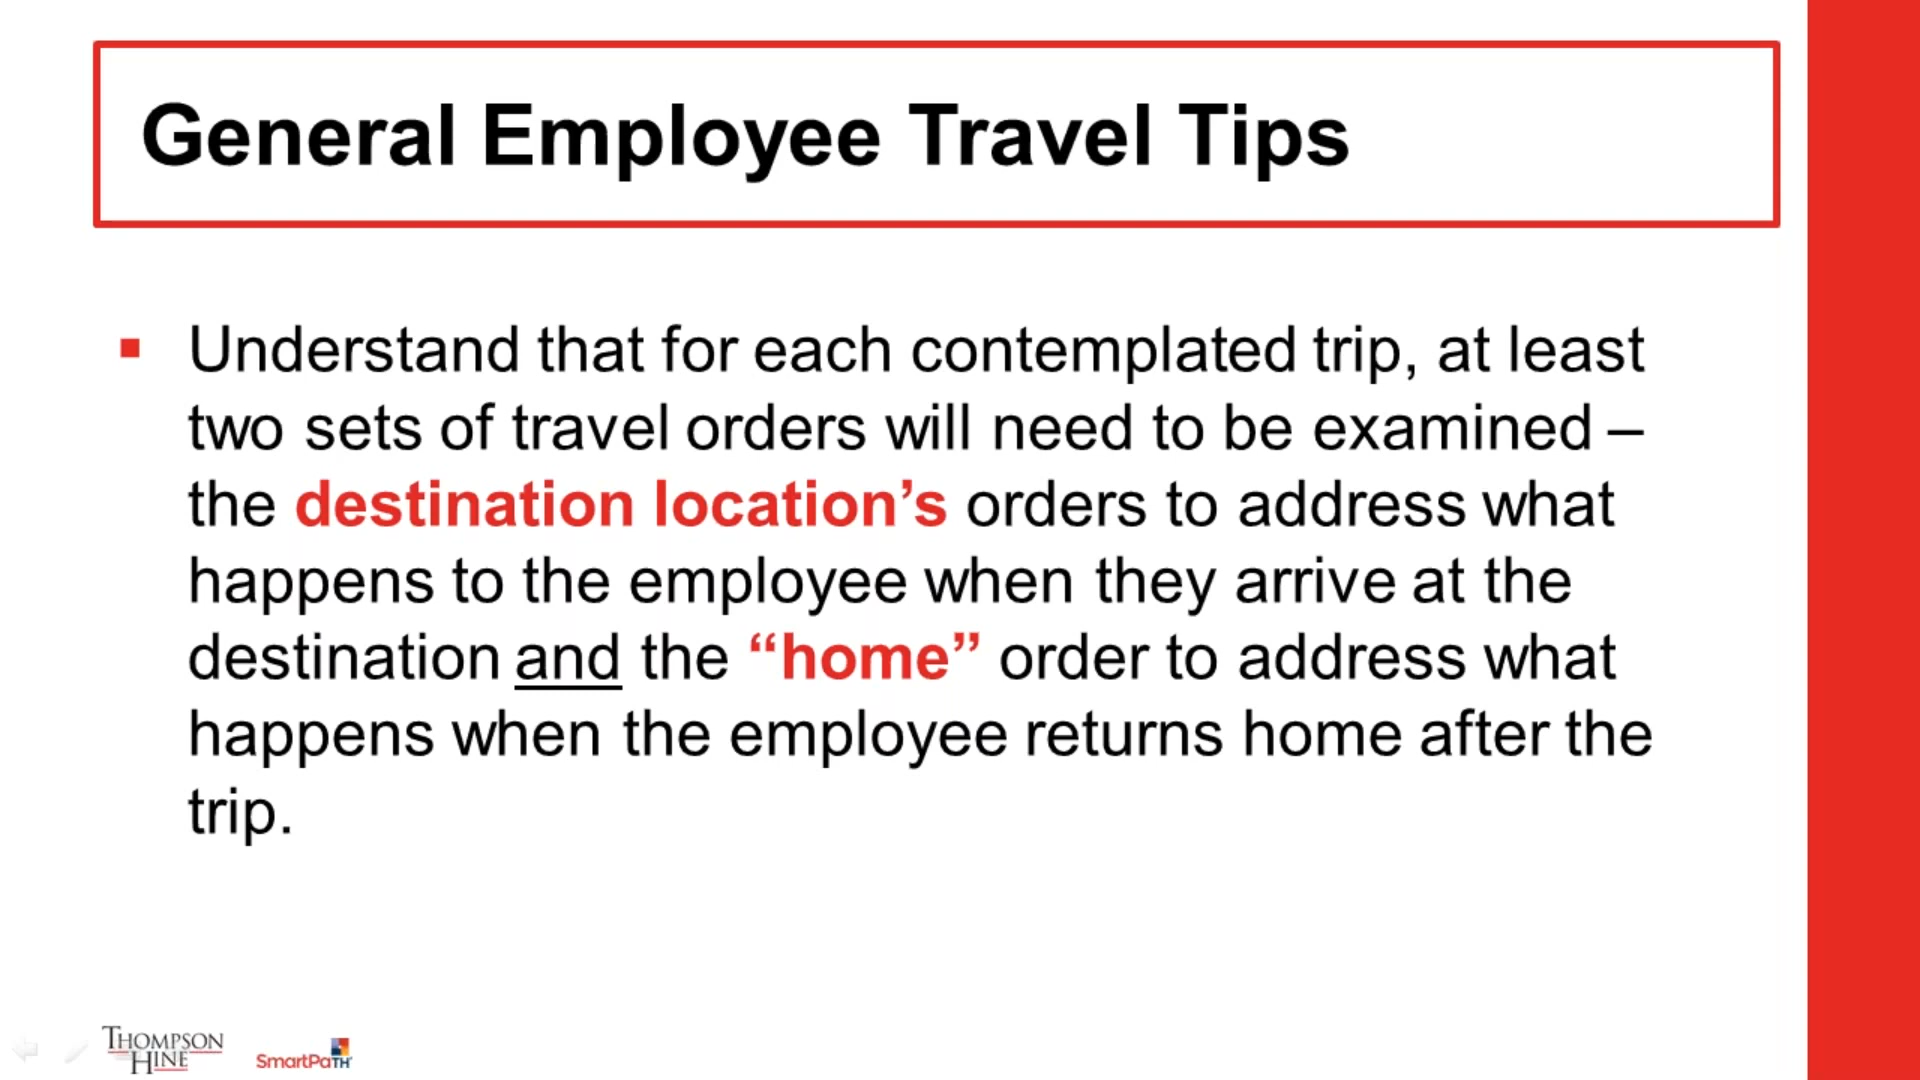 General Employee Travel Tips
Understand that for each contemplated trip, at least
two sets of travel orders will need to be examined –
the destination location’s orders to address what
happens to the employee when they arrive at the
destination and the “home” order to address what
happens when the employee returns home after the
trip.
THOMPSON
HINE
SmartPaTH